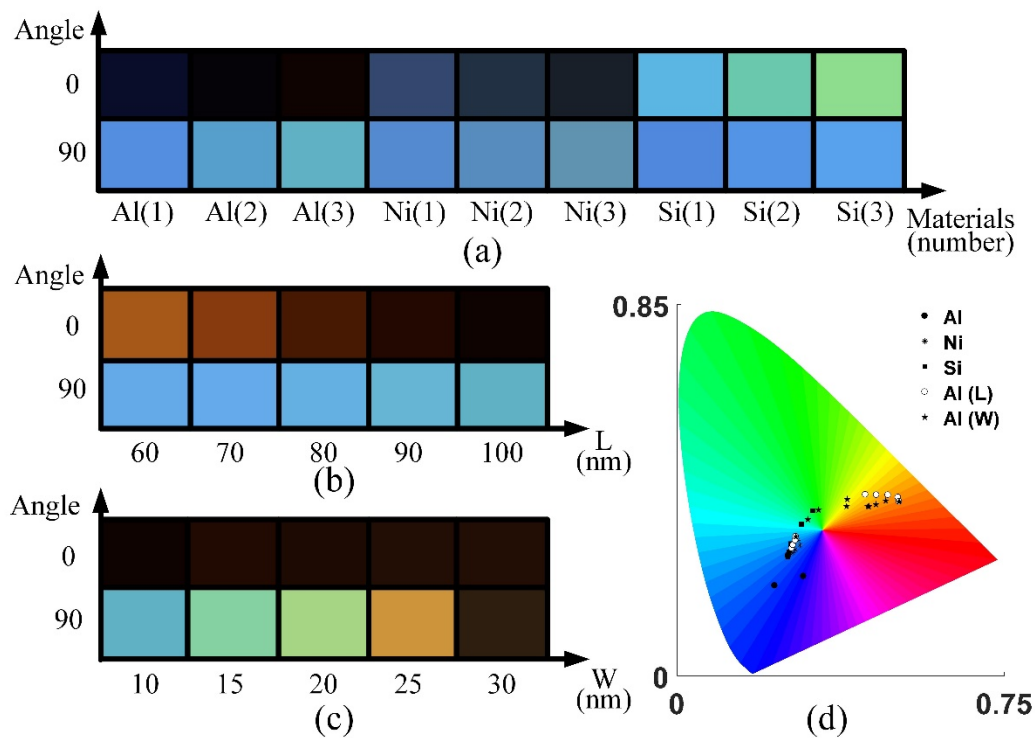 Angle
0
90
Al(1) Al(2) Al(3) Ni(1) Ni(2) Ni(3) Si(1) Si(2) Si(3) Materials
(number)
(a)
Angle
0
90
60 70 80 90 100 L
(nm)
(b)
Angle
0
90
10 15 20 25 30 W
(nm)
(c)
0.85
Al
Ni
Si
Al (L)
Al (W)
0
0 0.75
(d)